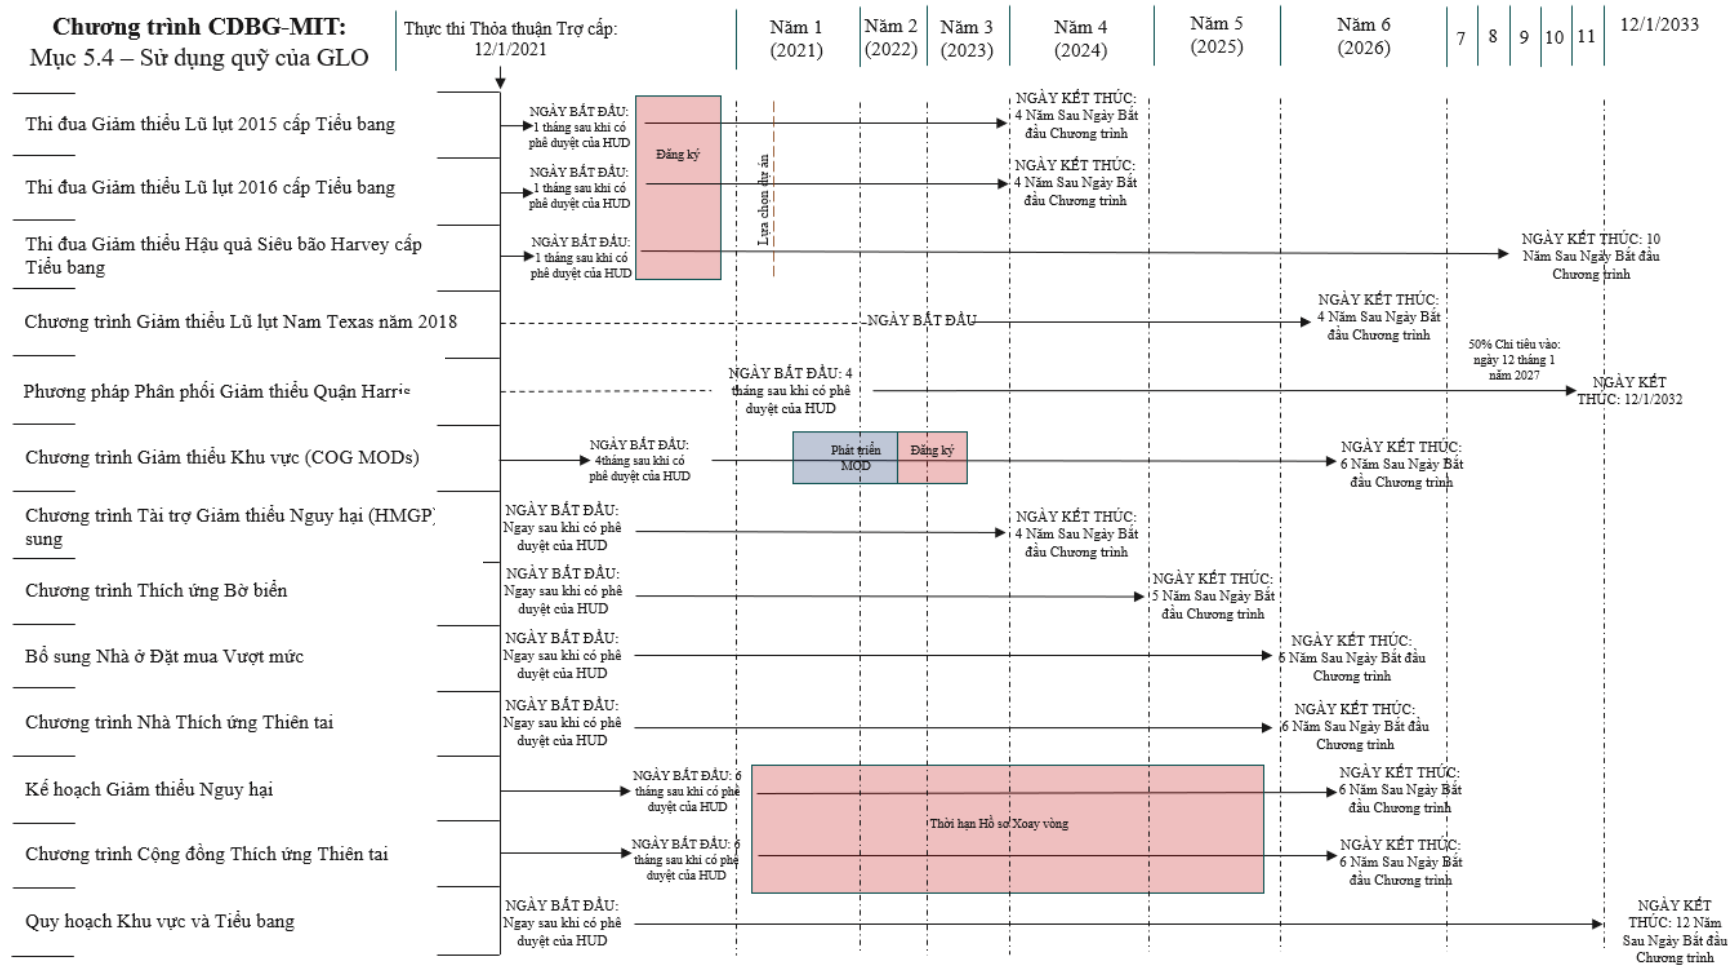 Chương trình CDBG-MIT:
Mục 5.4 – Sử dụng quỹ của GLO
Thực thi Thỏa thuận Trợ cấp:
12/1/2021
Năm 1
(2021)
Năm 2
(2022)
Năm 3
(2023)
Năm 4
(2024)
Năm 5
(2025)
Năm 6
(2026)
7
8
9
10
11
12/1/2033
Thi đua Giảm thiểu Lũ lụt 2015 cấp Tiểu bang
NGÀY BẮT ĐẦU:
1 tháng sau khi có
phê duyệt của HUD
Đăng ký
Lựa chọn dự án
NGÀY KẾT THÚC:
4 Năm Sau Ngày Bắt
đầu Chương trình
Thi đua Giảm thiểu Lũ lụt 2016 cấp Tiểu bang
NGÀY BẮT ĐẦU:
1 tháng sau khi có
phê duyệt của HUD
NGÀY KẾT THÚC:
4 Năm Sau Ngày Bắt
đầu Chương trình
Thi đua Giảm thiểu Hậu quả Siêu bão Harvey cấp
Tiểu bang
NGÀY BẮT ĐẦU:
1 tháng sau khi có
phê duyệt của HUD
NGÀY KẾT THÚC: 10
Năm Sau Ngày Bắt đầu
Chương trình
Chương trình Giảm thiểu Lũ lụt Nam Texas năm 2018
NGÀY BẮT ĐẦU
NGÀY KẾT THÚC:
4 Năm Sau Ngày Bắt
đầu Chương trình
Phương pháp Phân phối Giảm thiểu Quận Harris
NGÀY BẮT ĐẦU: 4
tháng sau khi có phê
duyệt của HUD
50% Chi tiêu vào:
ngày 12 tháng 1
năm 2027
NGÀY KẾT
THÚC: 12/1/2032
Chương trình Giảm thiểu Khu vực (COG MODs)
NGÀY BẮT ĐẦU:
4tháng sau khi có
phê duyệt của HUD
Phát triển
MOD
Đăng ký
NGÀY KẾT THÚC:
6 Năm Sau Ngày Bắt
đầu Chương trình
Chương trình Tài trợ Giảm thiểu Nguy hại (HMGP)
sung
NGÀY BẮT ĐẦU:
Ngay sau khi có phê
duyệt của HUD
NGÀY KẾT THÚC:
4 Năm Sau Ngày Bắt
đầu Chương trình
Chương trình Thích ứng Bờ biển
NGÀY BẮT ĐẦU:
Ngay sau khi có phê
duyệt của HUD
NGÀY KẾT THÚC:
5 Năm Sau Ngày Bắt
đầu Chương trình
Bổ sung Nhà ở Đặt mua Vượt mức
NGÀY BẮT ĐẦU:
Ngay sau khi có phê
duyệt của HUD
NGÀY KẾT THÚC:
6 Năm Sau Ngày Bắt đầu
Chương trình
Chương trình Nhà Thích ứng Thiên tai
NGÀY BẮT ĐẦU:
Ngay sau khi có phê
duyệt của HUD
NGÀY KẾT THÚC:
6 Năm Sau Ngày Bắt đầu
Chương trình
Kế hoạch Giảm thiểu Nguy hại
NGÀY BẮT ĐẦU: 6
tháng sau khi có phê
duyệt của HUD
Thời hạn Hồ sơ Xoay vòng
NGÀY KẾT THÚC:
6 Năm Sau Ngày Bắt
đầu Chương trình
Chương trình Cộng đồng Thích ứng Thiên tai
NGÀY BẮT ĐẦU: 6
tháng sau khi có phê
duyệt của HUD
NGÀY KẾT THÚC:
6 Năm Sau Ngày Bắt
đầu Chương trình
Quy hoạch Khu vực và Tiểu bang
NGÀY BẮT ĐẦU:
Ngay sau khi có phê
duyệt của HUD
NGÀY KẾT
THÚC: 12 Năm
Sau Ngày Bắt đầu
Chương trình